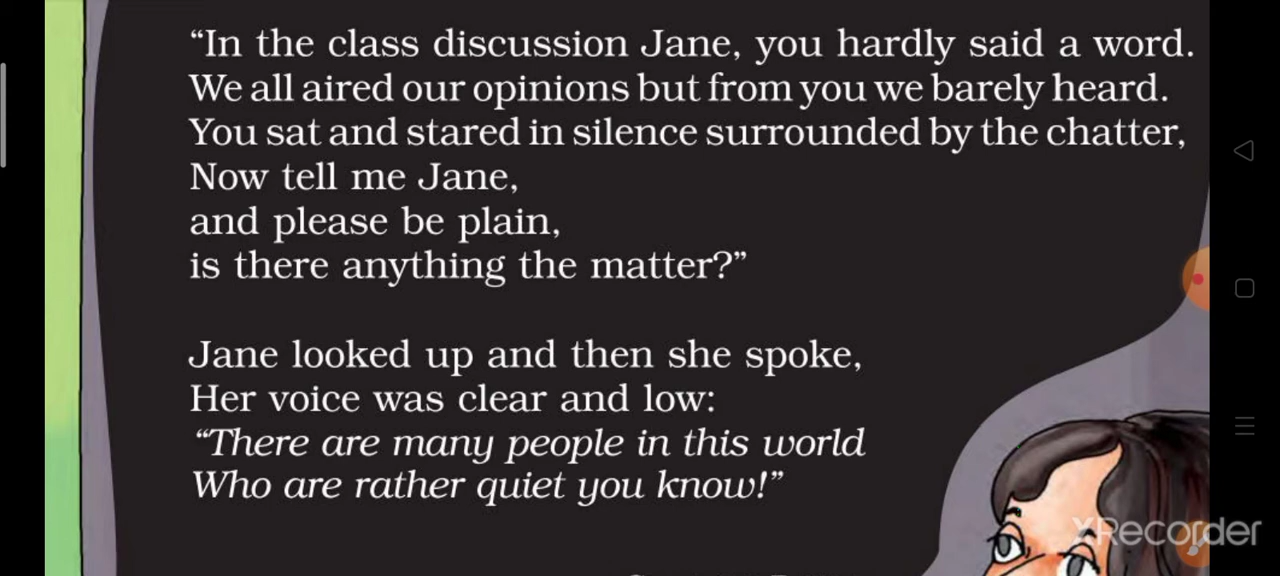 “In the class discussion Jane, you hardly said a word.
We all aired our opinions but from you we barely heard.
You sat and stared in silence surrounded by the chatter,
Now tell me Jane,
and please be plain,
is there anything the matter?”
Jane looked up and then she spoke,
Her voice was clear and low:
“There are many people in this world
Who are rather quiet you know!”
XRecorder